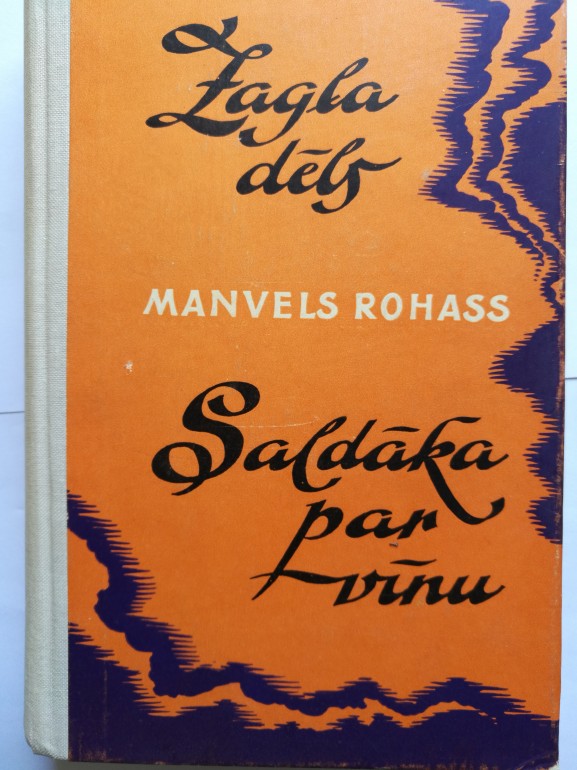 Zagļa
dēls
MANVELS ROHASS
Saldāka
par
vīnu